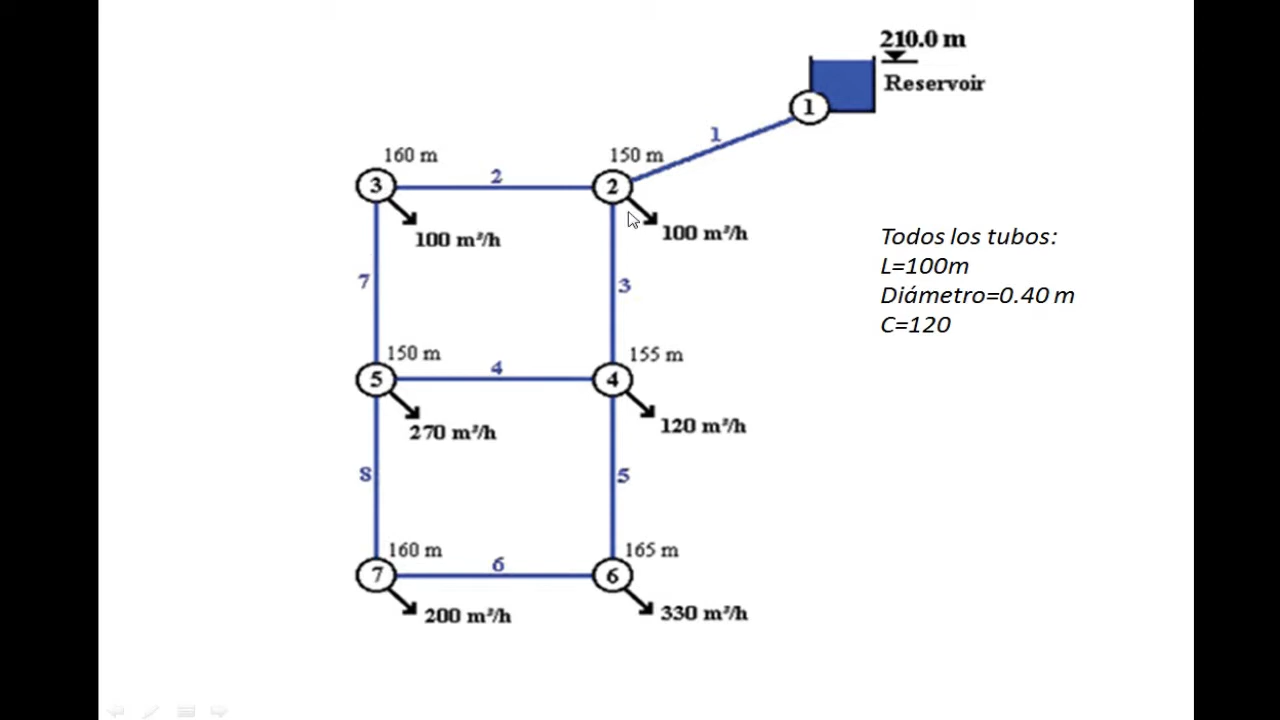 210.0 m
Reservoir
1
1
160 m
150 m
3
2
2
100 m³/h
100 m³/h
Todos los tubos:
L=100m
Diámetro=0.40 m
C=120
7
3
150 m
155 m
5
4
4
270 m³/h
120 m³/h
8
5
160 m
165 m
7
6
6
200 m³/h
330 m³/h